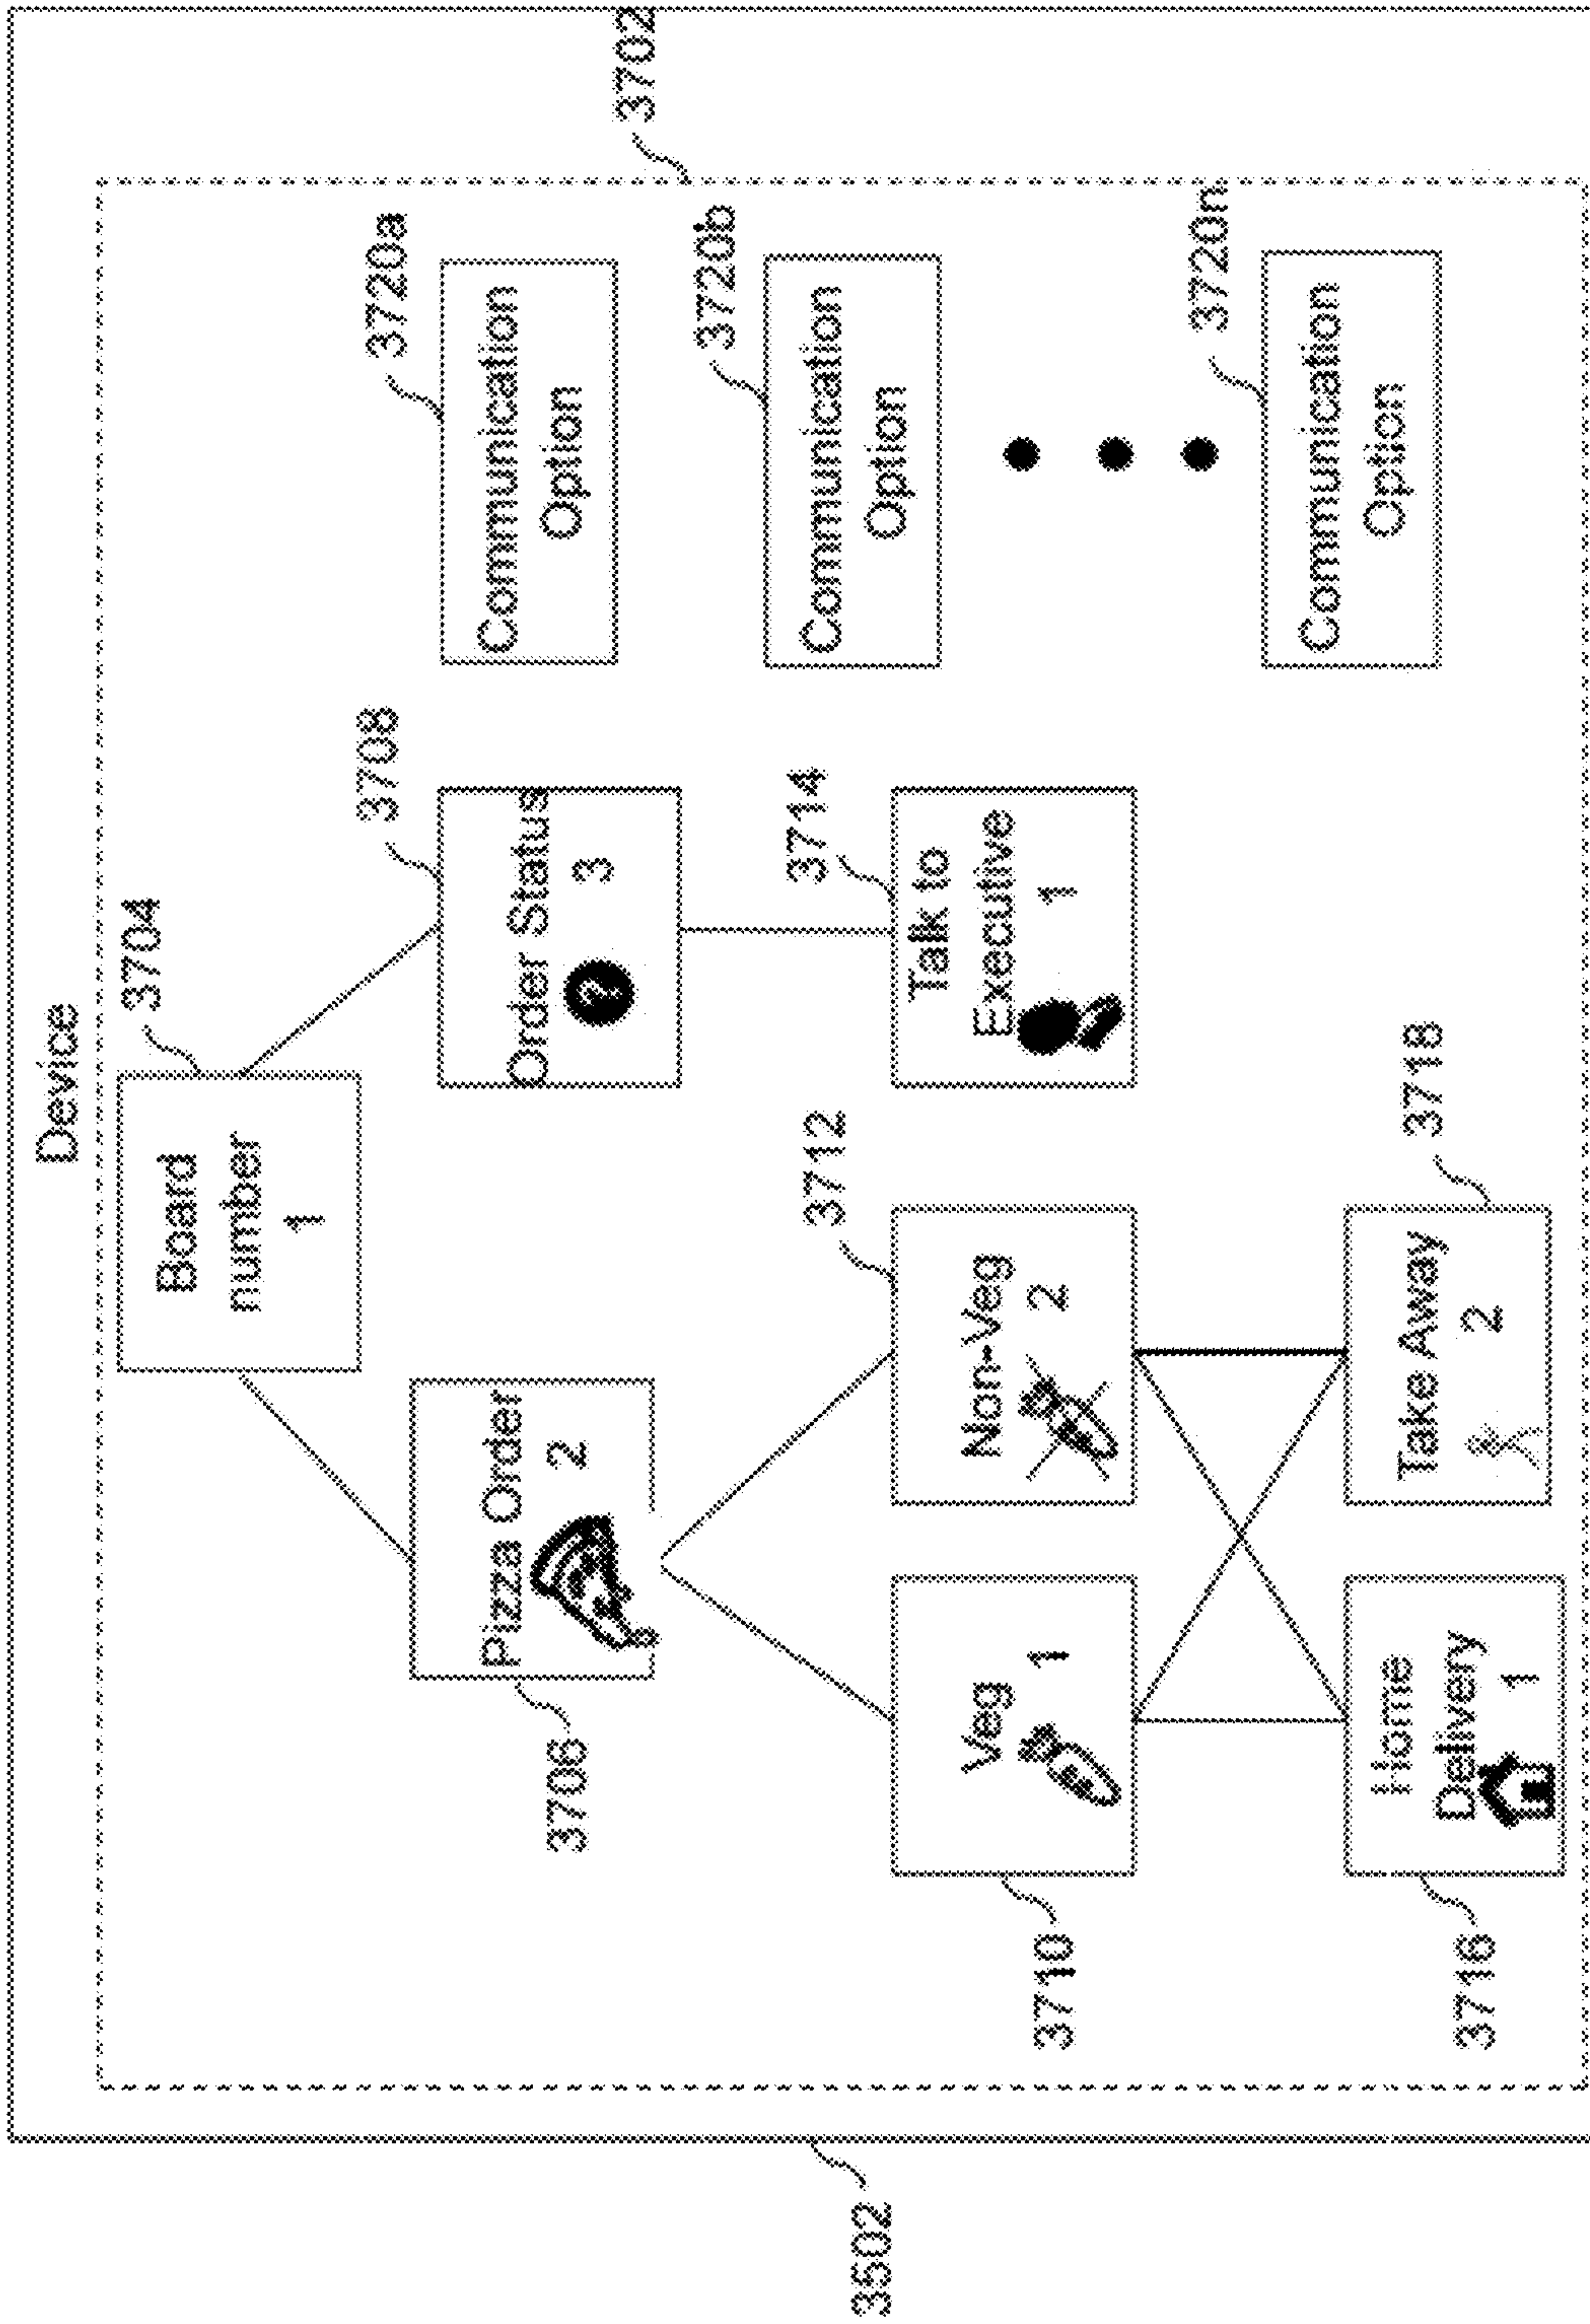 Device
3702
3704
Board
number
1
3708
3720a
3706
Pizza Order
2
Order Status
3
Communication
Option
3720b
Communication
Option
3712
3714
3710
Veg
1
Non-Veg
2
Talk to
Executive
1
3720n
Communication
Option
3718
3716
Home
Delivery
1
Take Away
2
3502